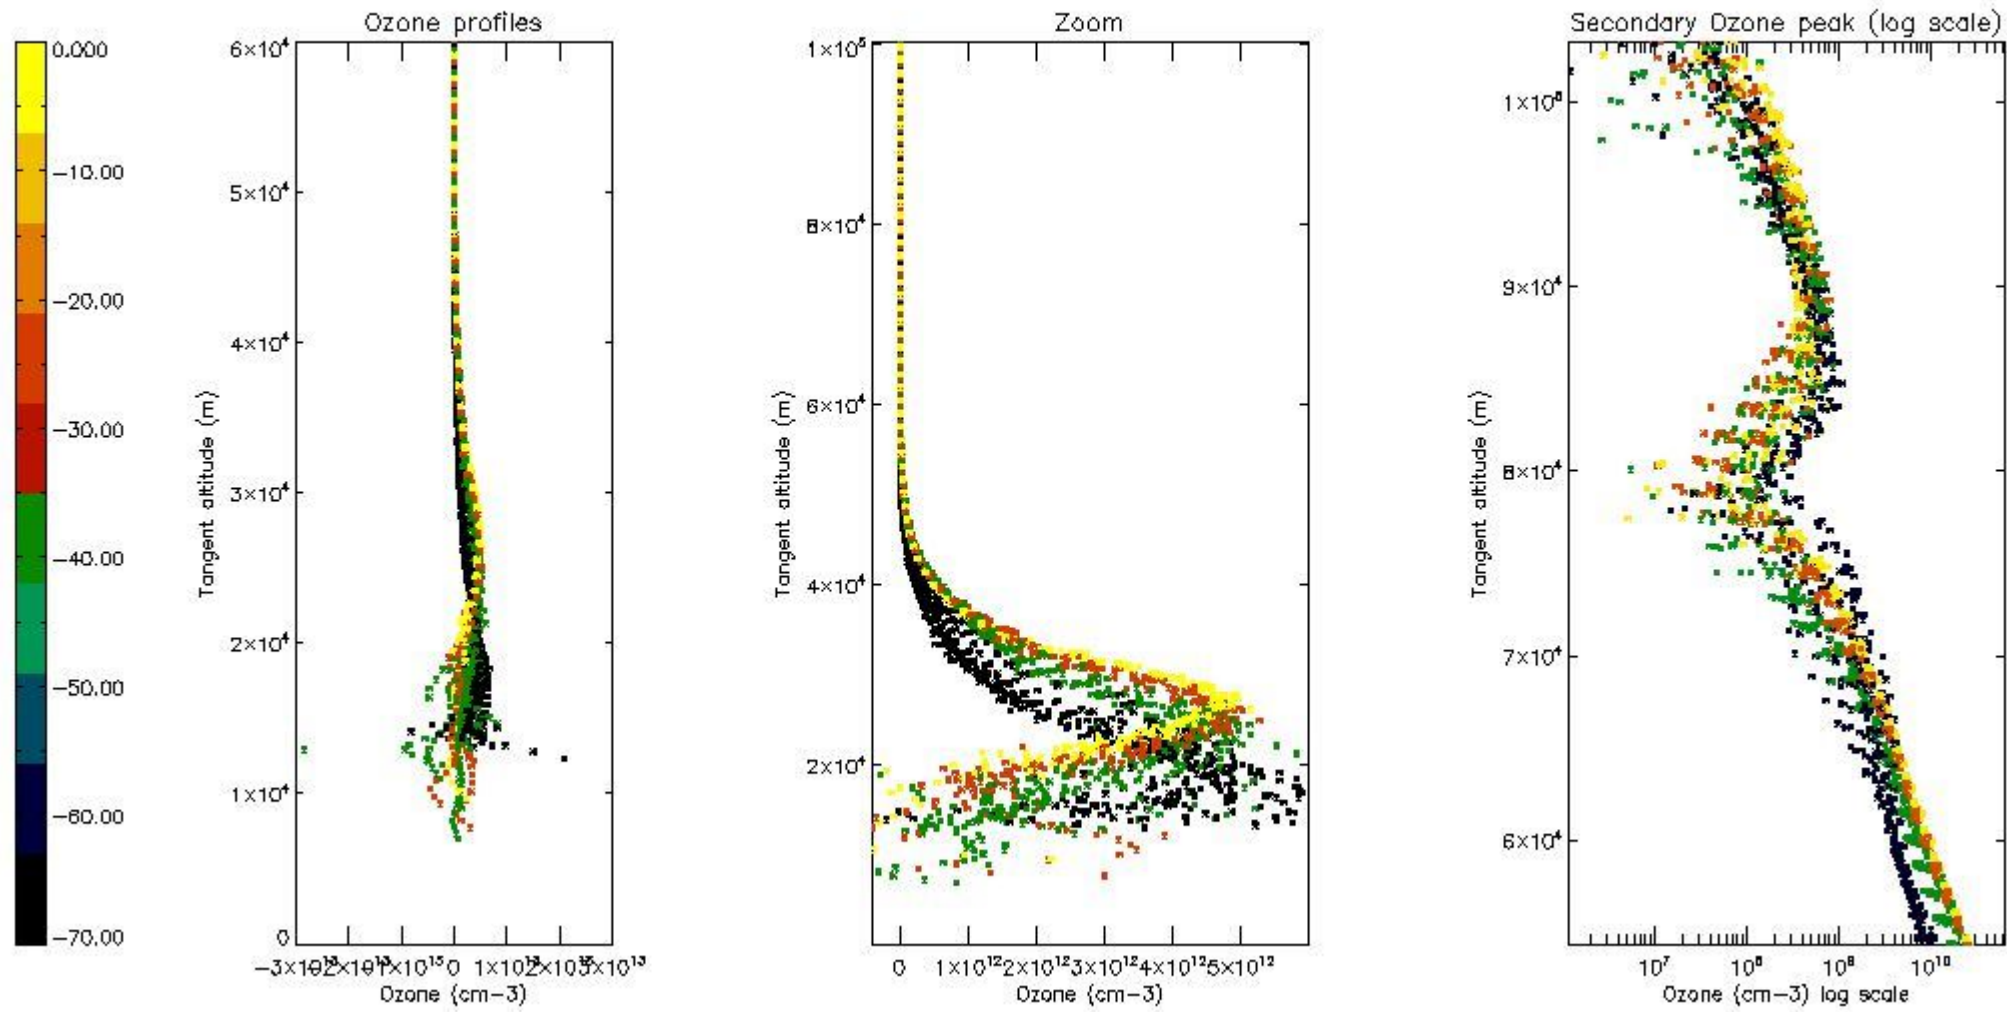 Ozone profiles
Zoom
Secondary Ozone peak (log scale)
0.000
-10.00
-20.00
-30.00
-40.00
-50.00
-60.00
-70.00
6×10⁴
5×10⁴
4×10⁴
3×10⁴
2×10⁴
1×10⁴
0
Tangent altitude (m)
0
Ozone (cm-3)
1×10⁵
8×10⁴
6×10⁴
4×10⁴
2×10⁴
Tangent altitude (m)
0 1×10¹² 2×10¹² 3×10¹² 4×10¹² 5×10¹²
Ozone (cm-3)
9×10⁴
8×10⁴
7×10⁴
6×10⁴
Tangent altitude (m)
10⁷ 10⁸ 10⁹ 10¹⁰
Ozone (cm-3) log scale